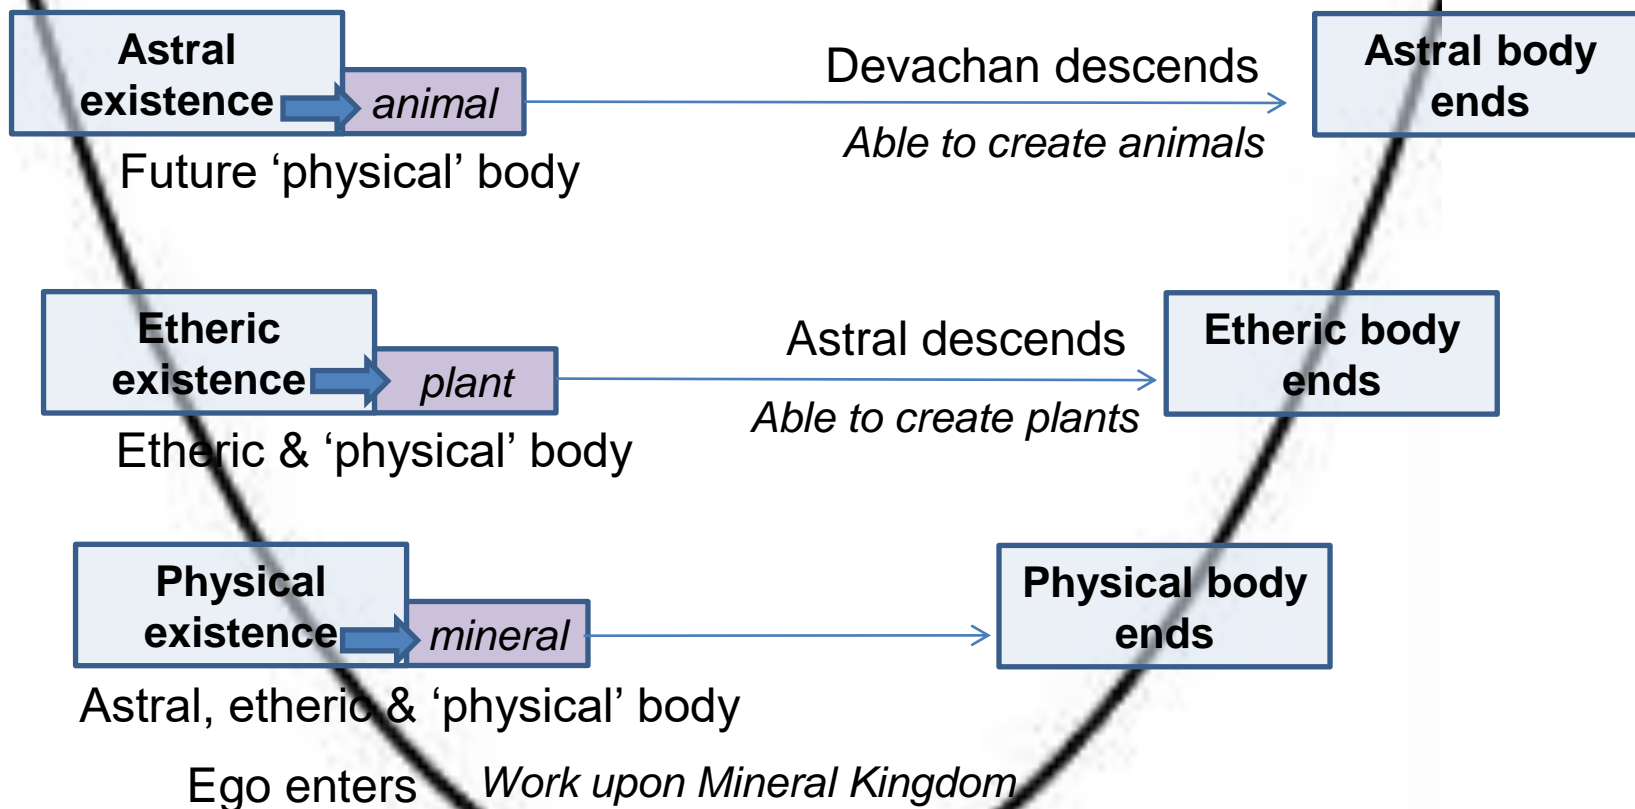 Astral
existence
animal
Future ‘physical’ body
Devachan descends
Able to create animals
Astral body
ends
Etheric
existence
plant
Etheric & ‘physical’ body
Astral descends
Able to create plants
Etheric body
ends
Physical
existence
mineral
Astral, etheric & ‘physical’ body
Physical body
ends
Ego enters
Work upon Mineral Kingdom